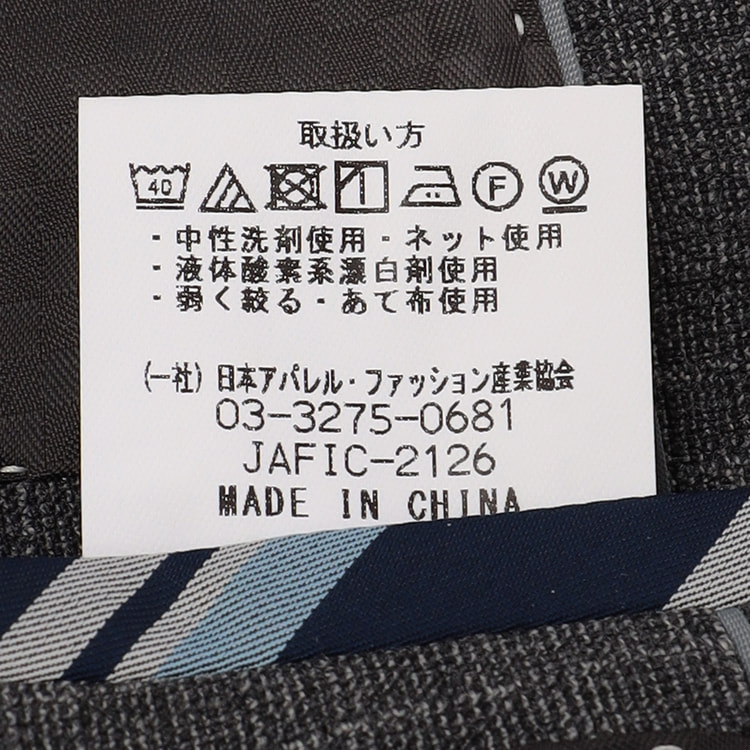 取扱い方
40 F W
・中性洗剤使用・ネット使用
・液体酸素系漂白剤使用
・弱く絞る・あて布使用
(一社)日本アパレル・ファッション産業協会
03-3275-0681
JAFIC-2126
MADE IN CHINA